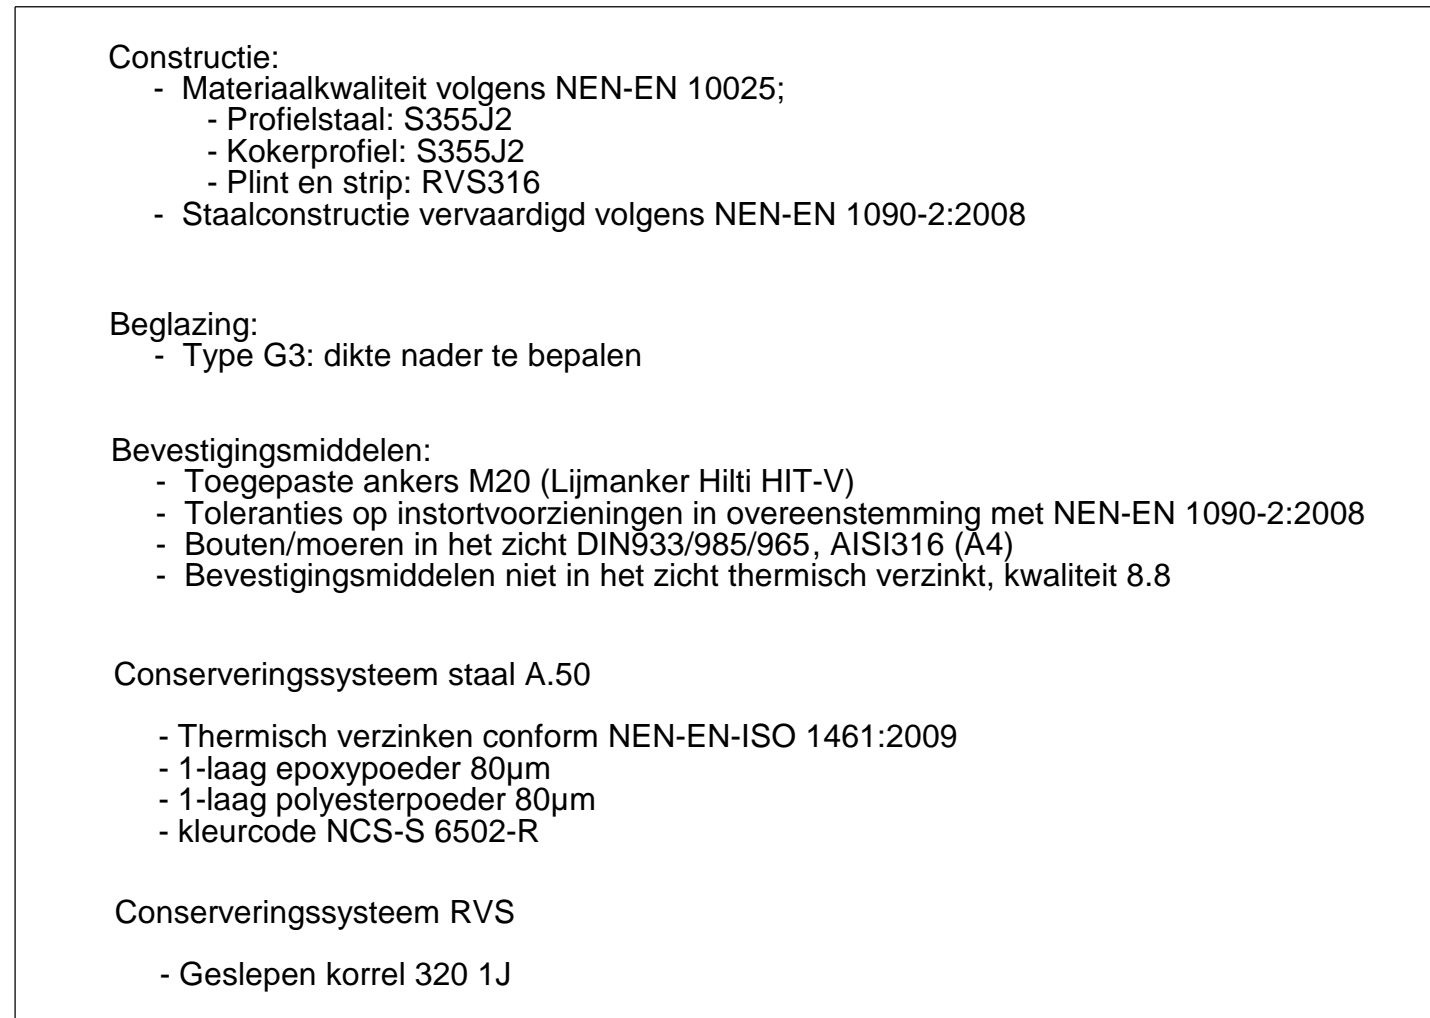 Constructie:
- Materiaalkwaliteit volgens NEN-EN 10025;
- Profielstaal: S355J2
- Kokerprofiel: S355J2
- Plint en strip: RVS316
- Staalconstructie vervaardigd volgens NEN-EN 1090-2:2008
Beglazing:
- Type G3: dikte nader te bepalen
Bevestigingsmiddelen:
- Toegepaste ankers M20 (Lijmanker Hilti HIT-V)
- Toleranties op instortvoorzieningen in overeenstemming met NEN-EN 1090-2:2008
- Bouten/moeren in het zicht DIN933/985/965, AISI316 (A4)
- Bevestigingsmiddelen niet in het zicht thermisch verzinkt, kwaliteit 8.8
Conserveringssysteem staal A.50
- Thermisch verzinken conform NEN-EN-ISO 1461:2009
- 1-laag epoxypoeder 80µm
- 1-laag polyesterpoeder 80µm
- kleurcode NCS-S 6502-R
Conserveringssysteem RVS
- Geslepen korrel 320 1J